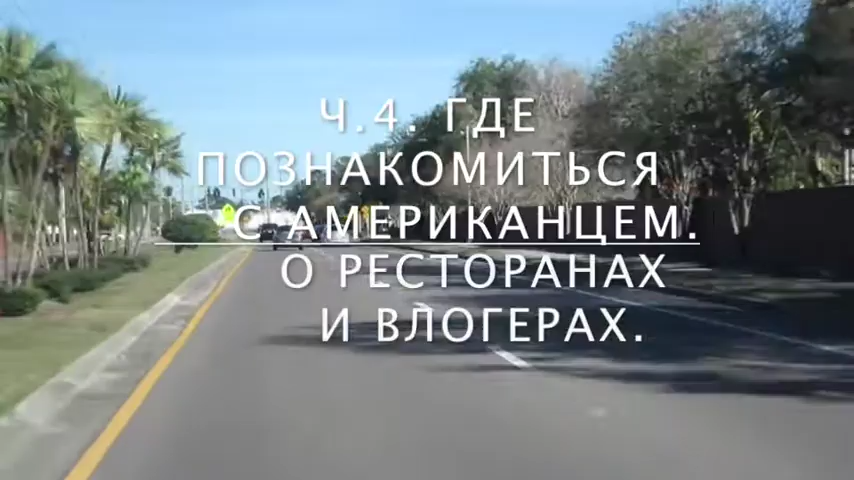 Ч.4. ГДЕ
ПОЗНАКОМИТЬСЯ
С АМЕРИКАНЦЕМ.
О РЕСТОРАНАХ
И ВЛОГЕРАХ.